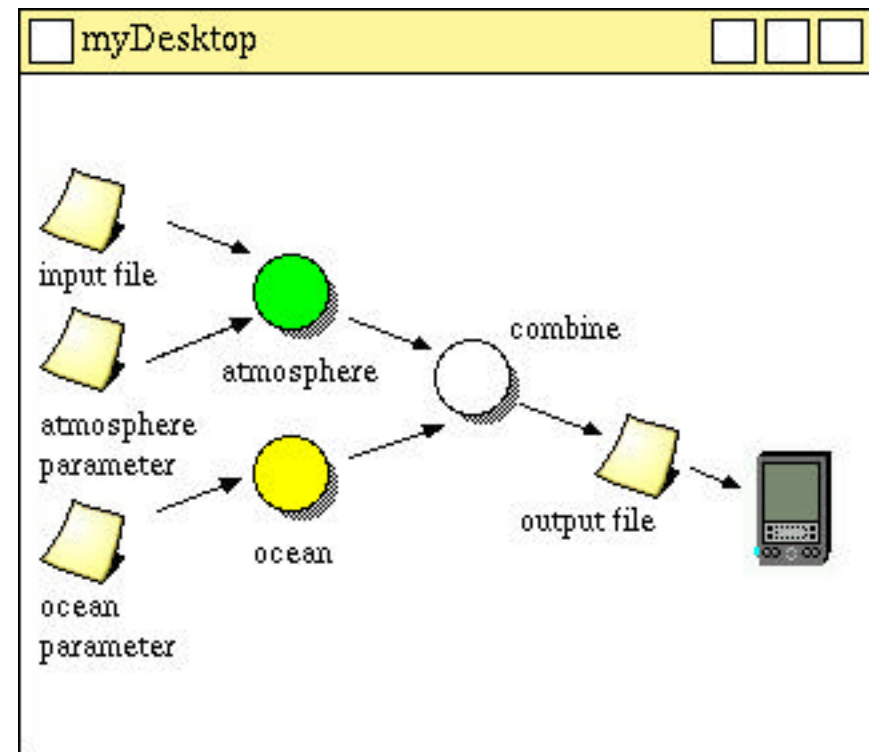 myDesktop
input file
atmosphere
combine
atmosphere
parameter
ocean
output file
ocean
parameter